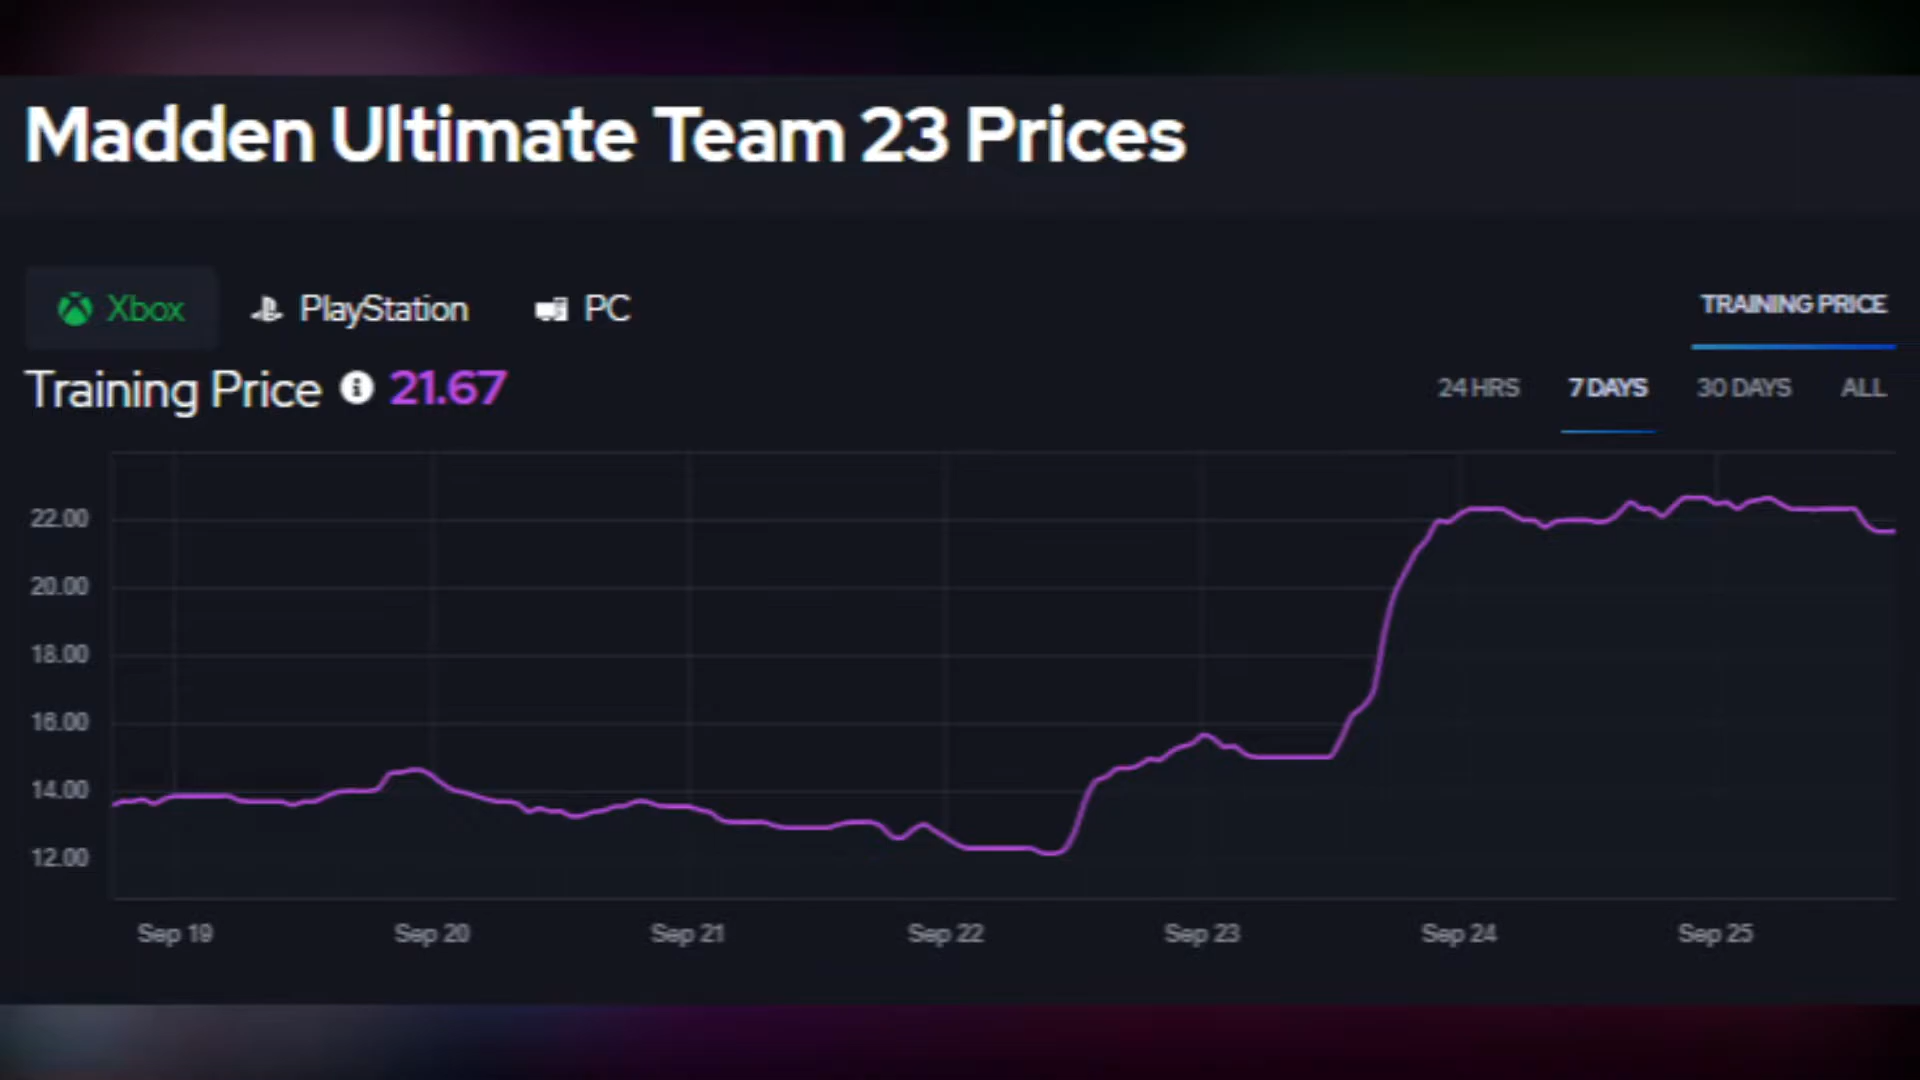 Madden Ultimate Team 23 Prices
Xbox PlayStation PC
TRAINING PRICE
Training Price 21.67
24 HRS 7 DAYS 30 DAYS ALL
22.00
20.00
18.00
16.00
14.00
12.00
Sep 19 Sep 20 Sep 21 Sep 22 Sep 23 Sep 24 Sep 25